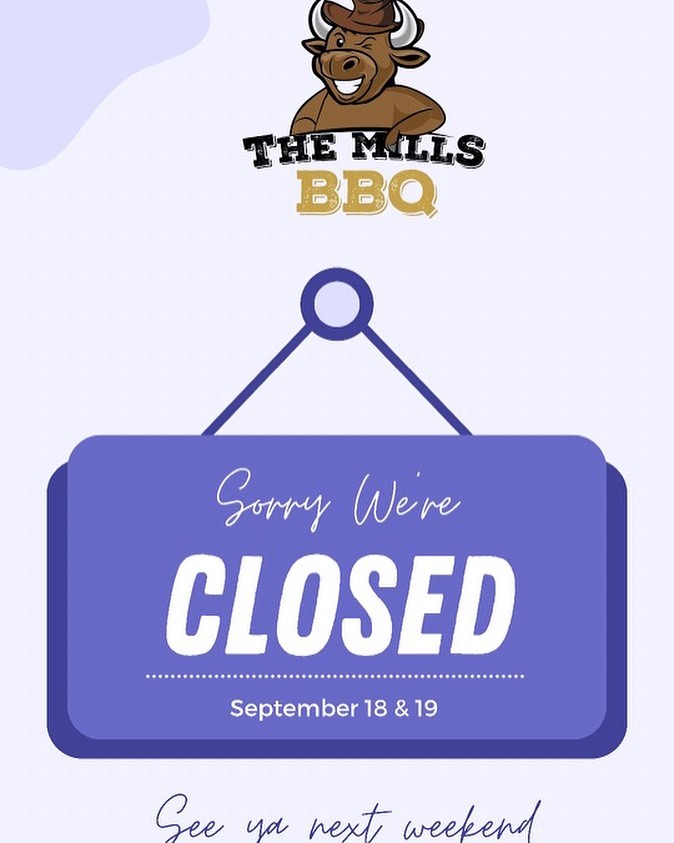 THE MILLS
BBQ
Sorry We're
CLOSED
September 18 & 19
See ya next weekend